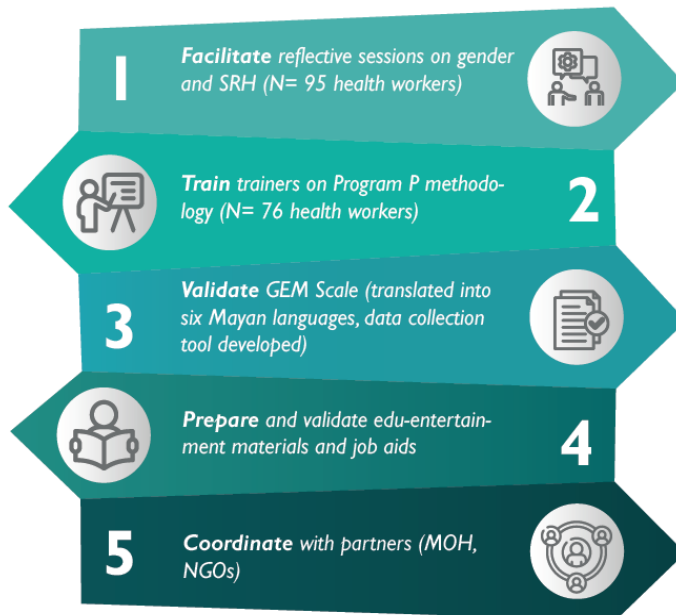 1
Facilitate reflective sessions on gender
and SRH (N= 95 health workers)
Train trainers on Program P methodo-
logy (N= 76 health workers)
2
3
Validate GEM Scale (translated into
six Mayan languages, data collection
tool developed)
Prepare and validate edu-entertain-
ment materials and job aids
4
5
Coordinate with partners (MOH,
NGOs)